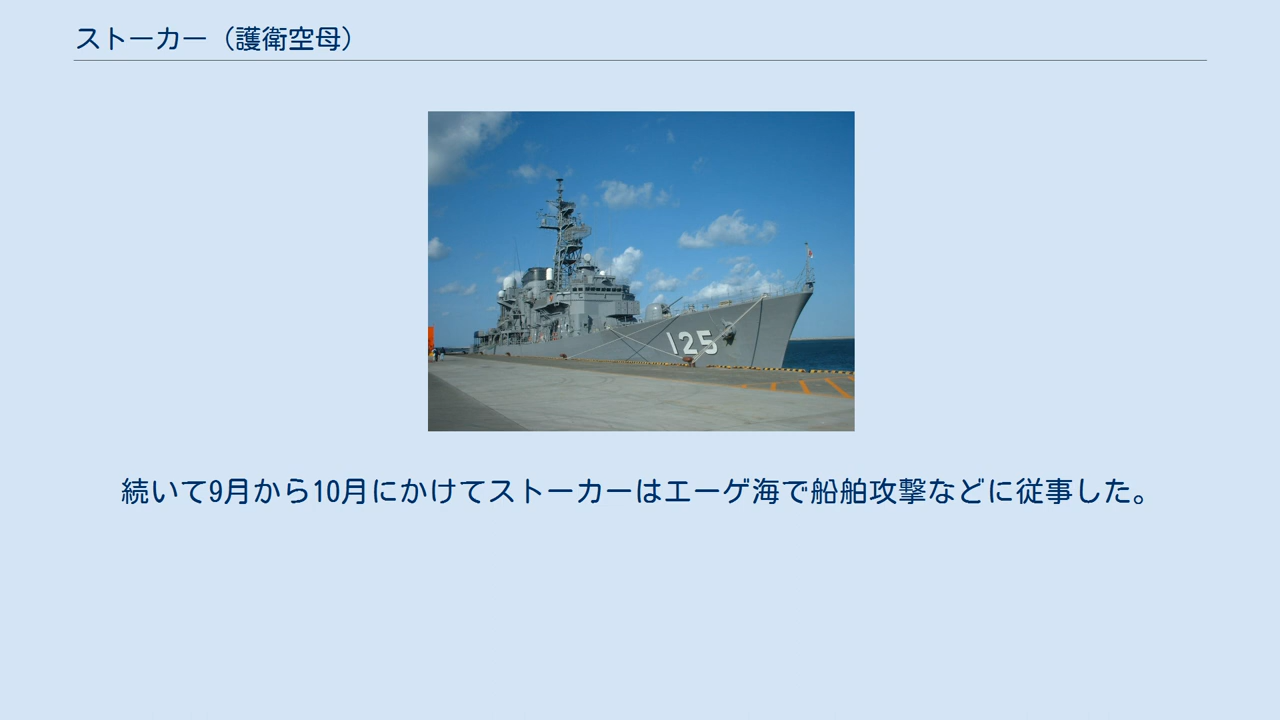 ストーカー（護衛空母）
125
続いて9月から10月にかけてストーカーはエーゲ海で船舶攻撃などに従事した。